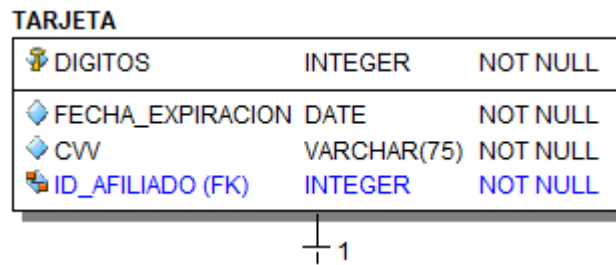 TARJETA
DIGITOS INTEGER NOT NULL
FECHA_EXPIRACION DATE NOT NULL
CVV VARCHAR(75) NOT NULL
ID_AFILIADO (FK) INTEGER NOT NULL
1